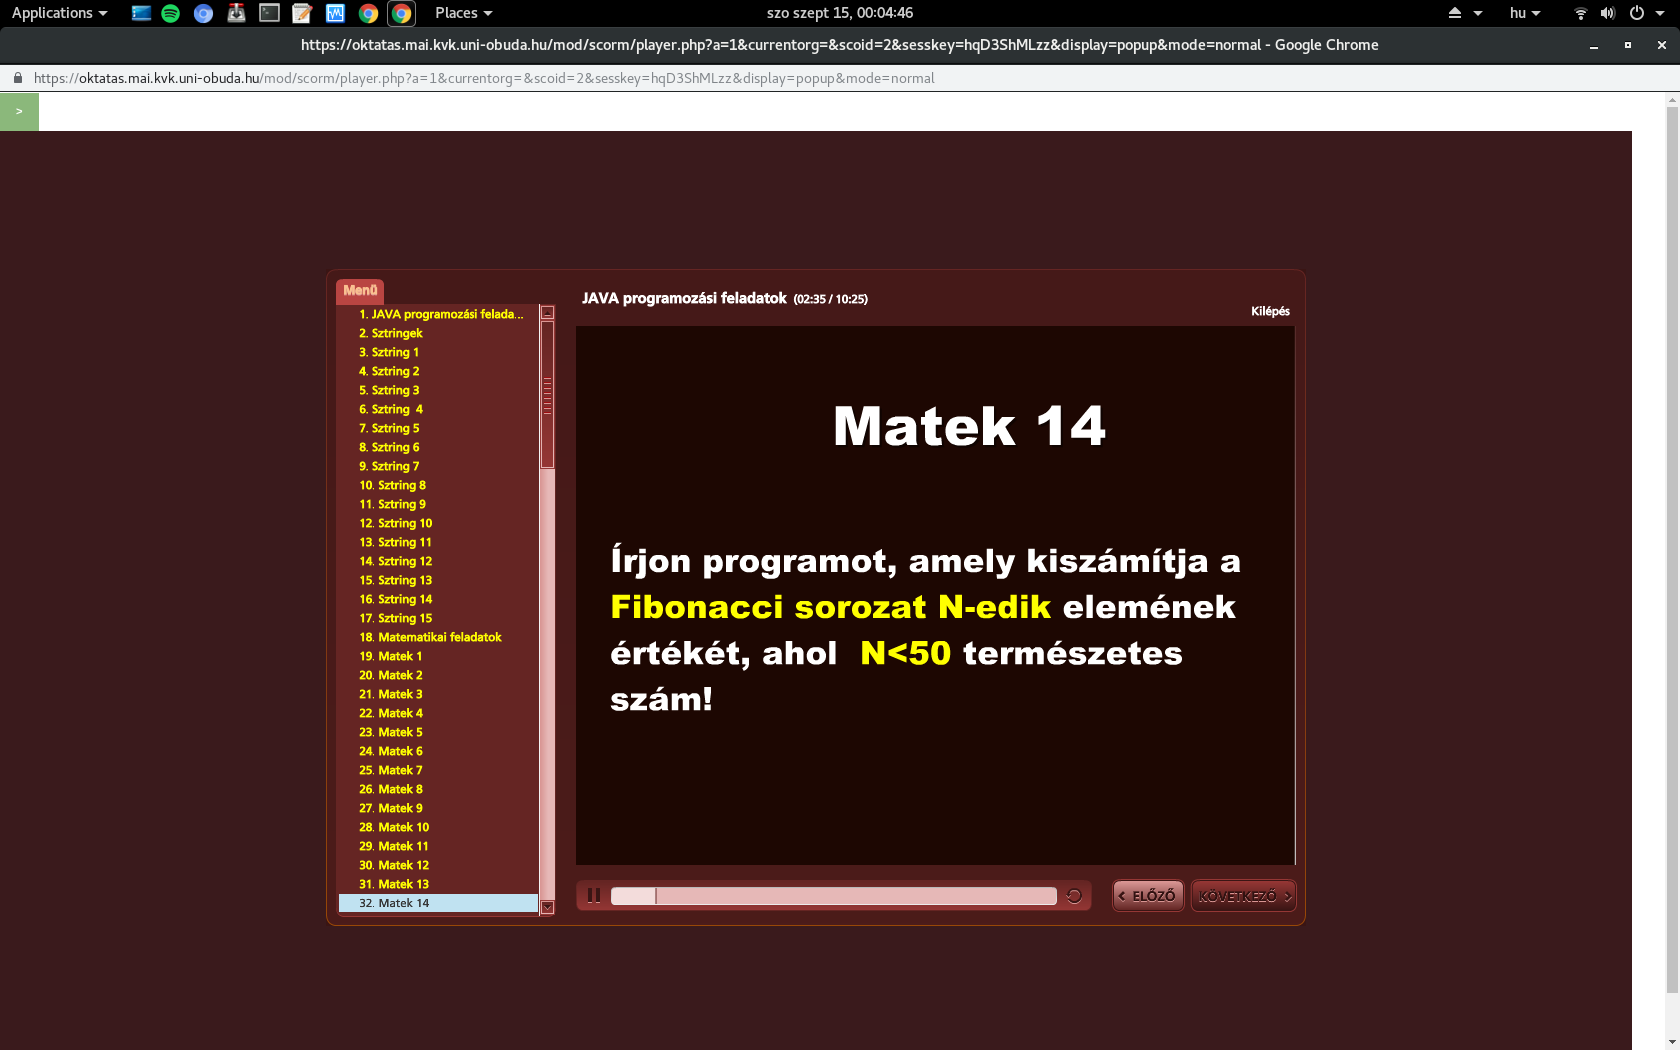 Applications
Places
szo szept 15, 00:04:46
hu
https://oktatas.mai.kvk.uni-obuda.hu/mod/scorm/player.php?a=1&currentorg=&scoid=2&sesskey=hqD3ShMLzz&display=popup&mode=normal - Google Chrome
https://oktatas.mai.kvk.uni-obuda.hu/mod/scorm/player.php?a=1&currentorg=&scoid=2&sesskey=hqD3ShMLzz&display=popup&mode=normal
>
Menü
1. JAVA programozási felada...
2. Sztringek
3. Sztring 1
4. Sztring 2
5. Sztring 3
6. Sztring  4
7. Sztring 5
8. Sztring 6
9. Sztring 7
10. Sztring 8
11. Sztring 9
12. Sztring 10
13. Sztring 11
14. Sztring 12
15. Sztring 13
16. Sztring 14
17. Sztring 15
18. Matematikai feladatok
19. Matek 1
20. Matek 2
21. Matek 3
22. Matek 4
23. Matek 5
24. Matek 6
25. Matek 7
26. Matek 8
27. Matek 9
28. Matek 10
29. Matek 11
30. Matek 12
31. Matek 13
32. Matek 14
JAVA programozási feladatok (02:35 / 10:25)
Kilépés
Matek 14
Írjon programot, amely kiszámítja a
Fibonacci sorozat N-edik elemének
értékét, ahol  N<50 természetes
szám!
< ELŐZŐ
KÖVETKEZŐ >